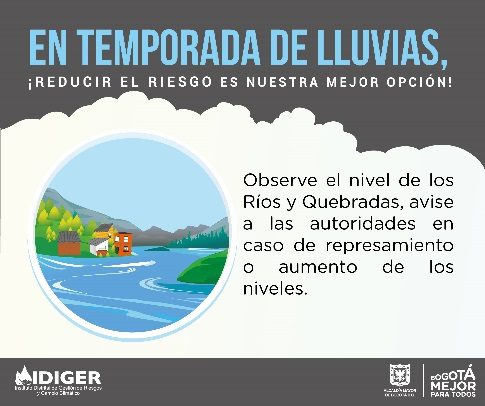 EN TEMPORADA DE LLUVIAS,
¡REDUCIR EL RIESGO ES NUESTRA MEJOR OPCIÓN!
Observe el nivel de los
Ríos y Quebradas, avise
a las autoridades en
caso de represamiento
o aumento de los
niveles.
IDIGER
Instituto Distrital de Gestión de Riesgos
y Cambio Climático
ALCALDÍA MAYOR
DE BOGOTÁ D.C.
BOGOTÁ
MEJOR
PARA TODOS